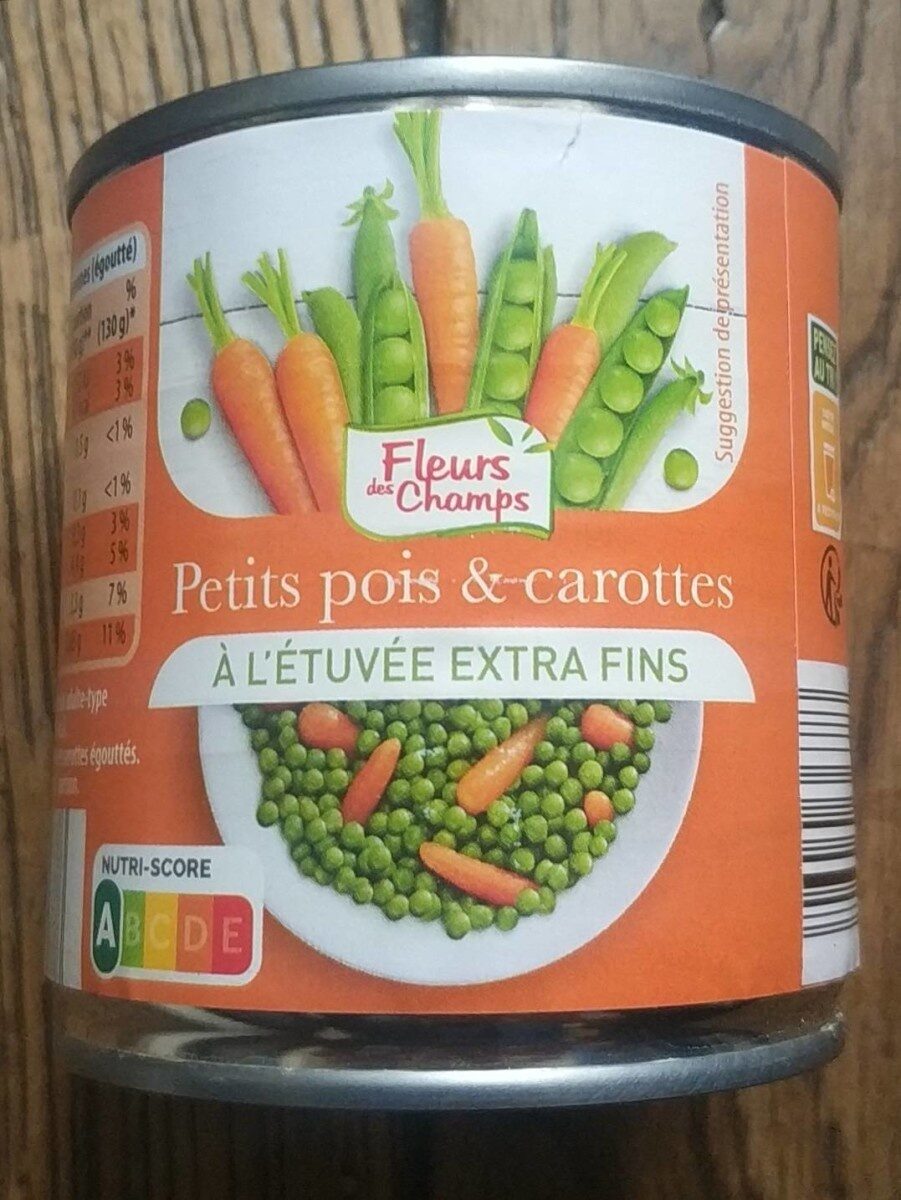 (égoutté)
%
(130 g)*
3 %
3 %
<1 %
<1 %
3 %
5 %
7 %
11 %
égouttés.
Suggestion de présentation
Fleurs
des Champs
Petits pois & carottes
À L'ÉTUVÉE EXTRA FINS
NUTRI-SCORE
A B C D E